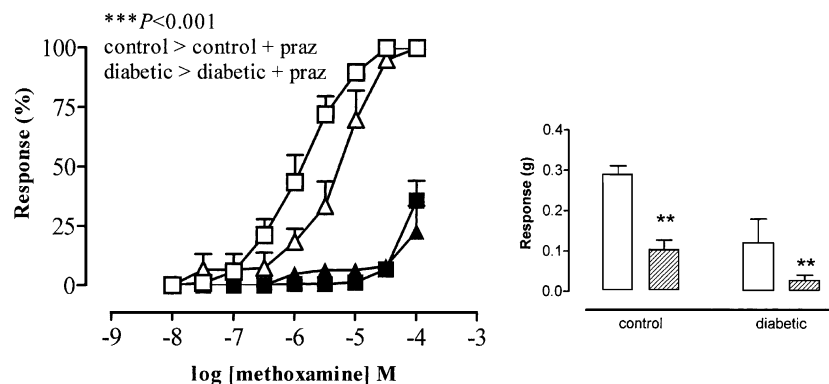 ***P<0.001
control > control + praz
diabetic > diabetic + praz
100
75
50
25
0
Response (%)
-9 -8 -7 -6 -5 -4 -3
log [methoxamine] M
0.4
0.3
0.2
0.1
0.0
Response (g)
**
**
control diabetic